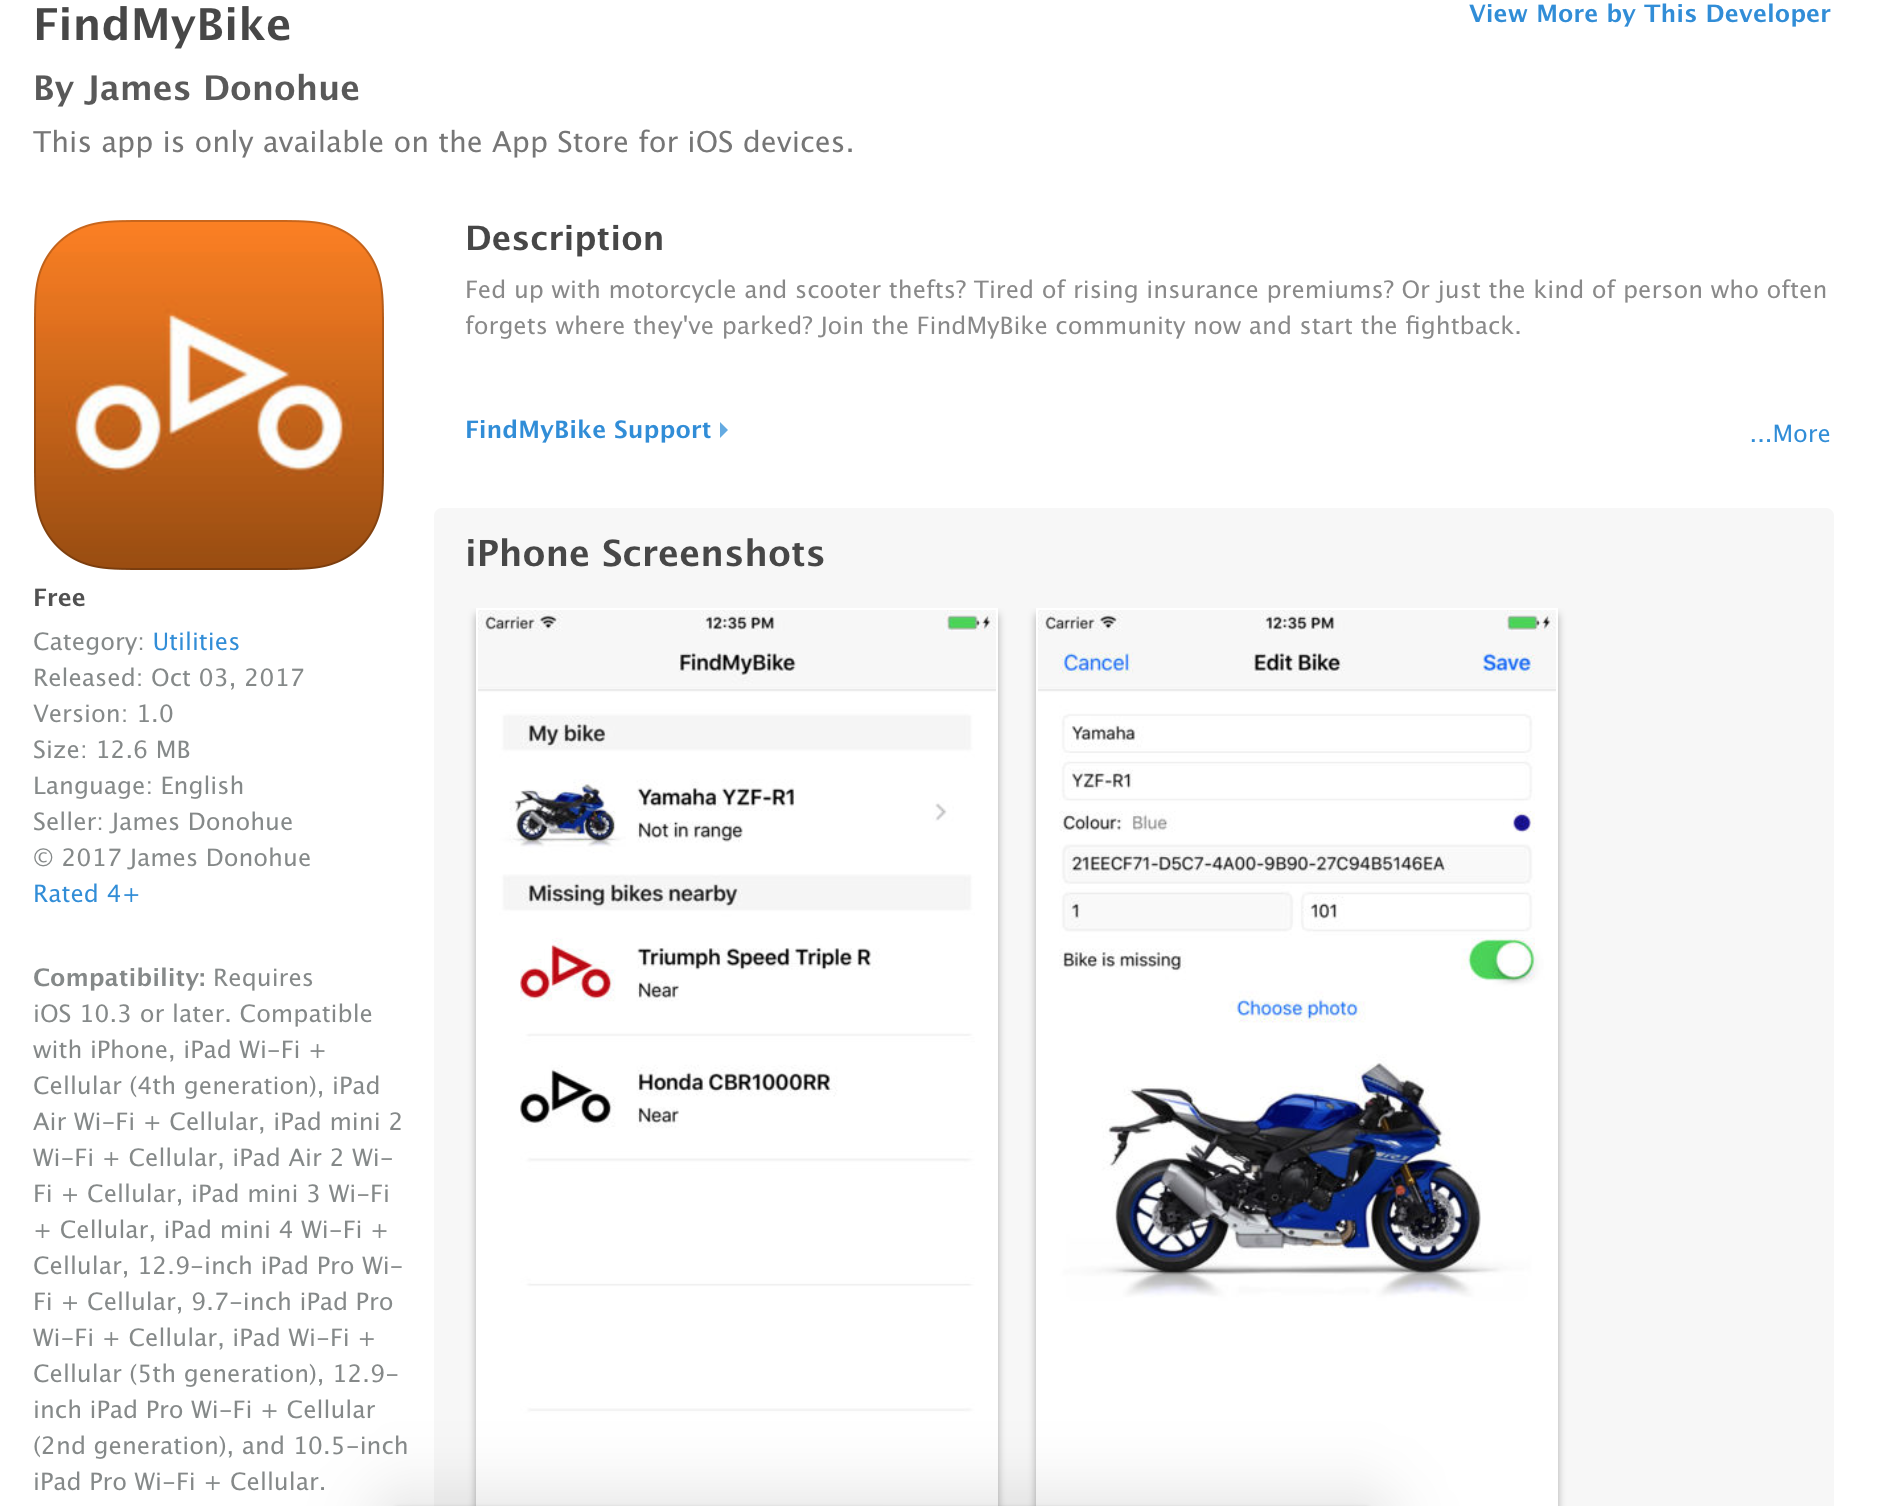 FindMyBike
View More by This Developer
By James Donohue
This app is only available on the App Store for iOS devices.
Description
Fed up with motorcycle and scooter thefts? Tired of rising insurance premiums? Or just the kind of person who often
forgets where they've parked? Join the FindMyBike community now and start the fightback.
FindMyBike Support
...More
Free
Category: Utilities
Released: Oct 03, 2017
Version: 1.0
Size: 12.6 MB
Language: English
Seller: James Donohue
© 2017 James Donohue
Rated 4+
Compatibility: Requires
iOS 10.3 or later. Compatible
with iPhone, iPad Wi-Fi +
Cellular (4th generation), iPad
Air Wi-Fi + Cellular, iPad mini 2
Wi-Fi + Cellular, iPad Air 2 Wi-
Fi + Cellular, iPad mini 3 Wi-Fi
+ Cellular, iPad mini 4 Wi-Fi +
Cellular, 12.9-inch iPad Pro Wi-
Fi + Cellular, 9.7-inch iPad Pro
Wi-Fi + Cellular, iPad Wi-Fi +
Cellular (5th generation), 12.9-
inch iPad Pro Wi-Fi + Cellular
(2nd generation), and 10.5-inch
iPad Pro Wi-Fi + Cellular.
iPhone Screenshots
Carrier 12:35 PM
FindMyBike
My bike
Yamaha YZF-R1
Not in range
Missing bikes nearby
Triumph Speed Triple R
Near
Honda CBR1000RR
Near
Carrier 12:35 PM
Cancel Edit Bike Save
Yamaha
YZF-R1
Colour: Blue
21EECF71-D5C7-4A00-9B90-27C94B5146EA
1 101
Bike is missing
Choose photo
R1